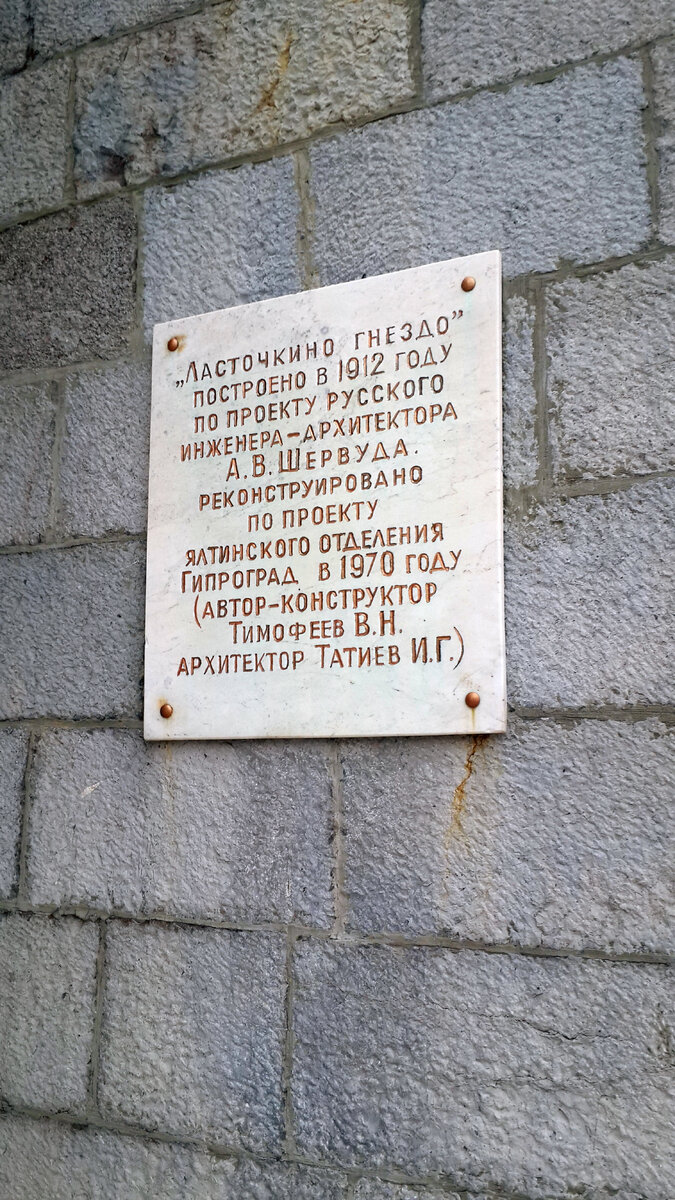 „Ласточкино гнездо”
построено в 1912 году
по проекту русского
инженера-архитектора
А.В.Шервуда.
реконструировано
по проекту
ялтинского отделения
Гипроград в 1970 году
(автор-конструктор
Тимофеев В.Н.
архитектор Татиев И.Г.)